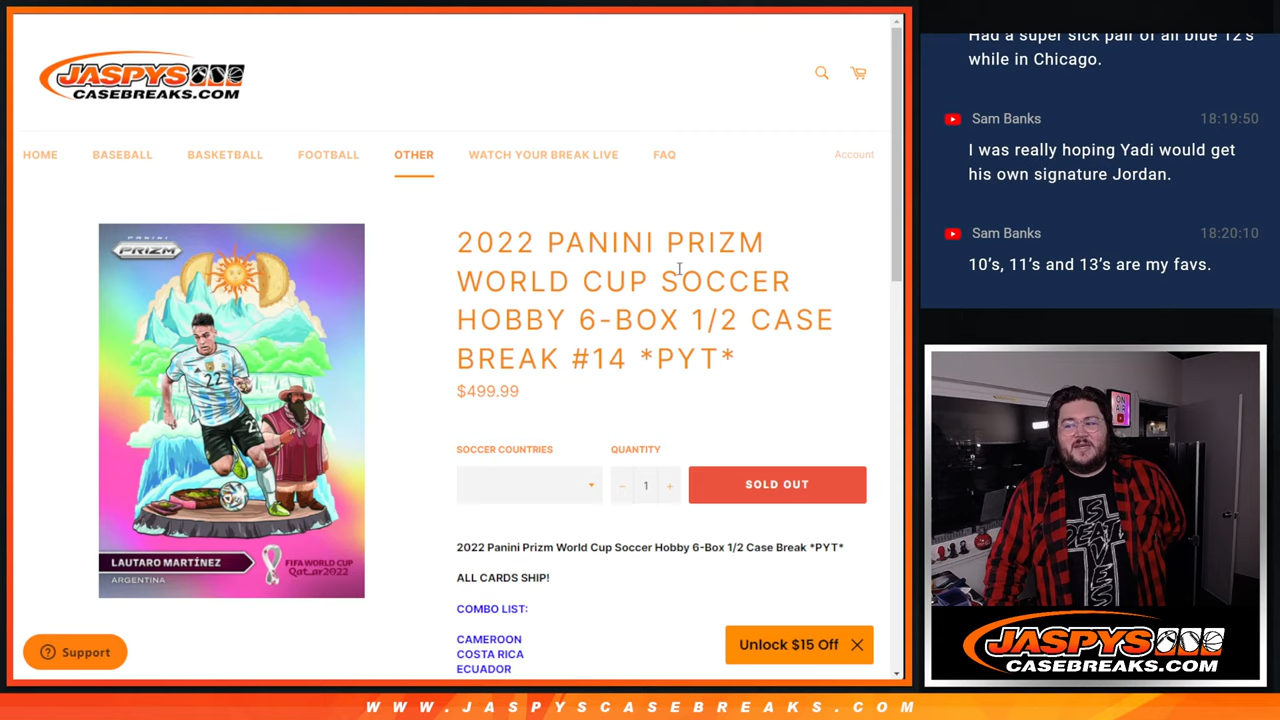 JASPYS
CASEBREAKS.COM
HOME
BASEBALL
BASKETBALL
FOOTBALL
OTHER
WATCH YOUR BREAK LIVE
FAQ
Account
PANINI
PRIZM
22
LAUTARO MARTÍNEZ
ARGENTINA
FIFA WORLD CUP
Qatar2022
2022 PANINI PRIZM
WORLD CUP SOCCER
HOBBY 6-BOX 1/2 CASE
BREAK #14 *PYT*
$499.99
SOCCER COUNTRIES
QUANTITY
− 1 +
SOLD OUT
2022 Panini Prizm World Cup Soccer Hobby 6-Box 1/2 Case Break *PYT*
ALL CARDS SHIP!
COMBO LIST:
CAMEROON
COSTA RICA
ECUADOR
Support
Unlock $15 Off
Had a super sick pair of all blue 12's
while in Chicago.
Sam Banks 18:19:50
I was really hoping Yadi would get
his own signature Jordan.
Sam Banks 18:20:10
10's, 11's and 13's are my favs.
ON
AIR
JASPYS
CASEBREAKS.COM
WWW.JASPYSCASEBREAKS.COM